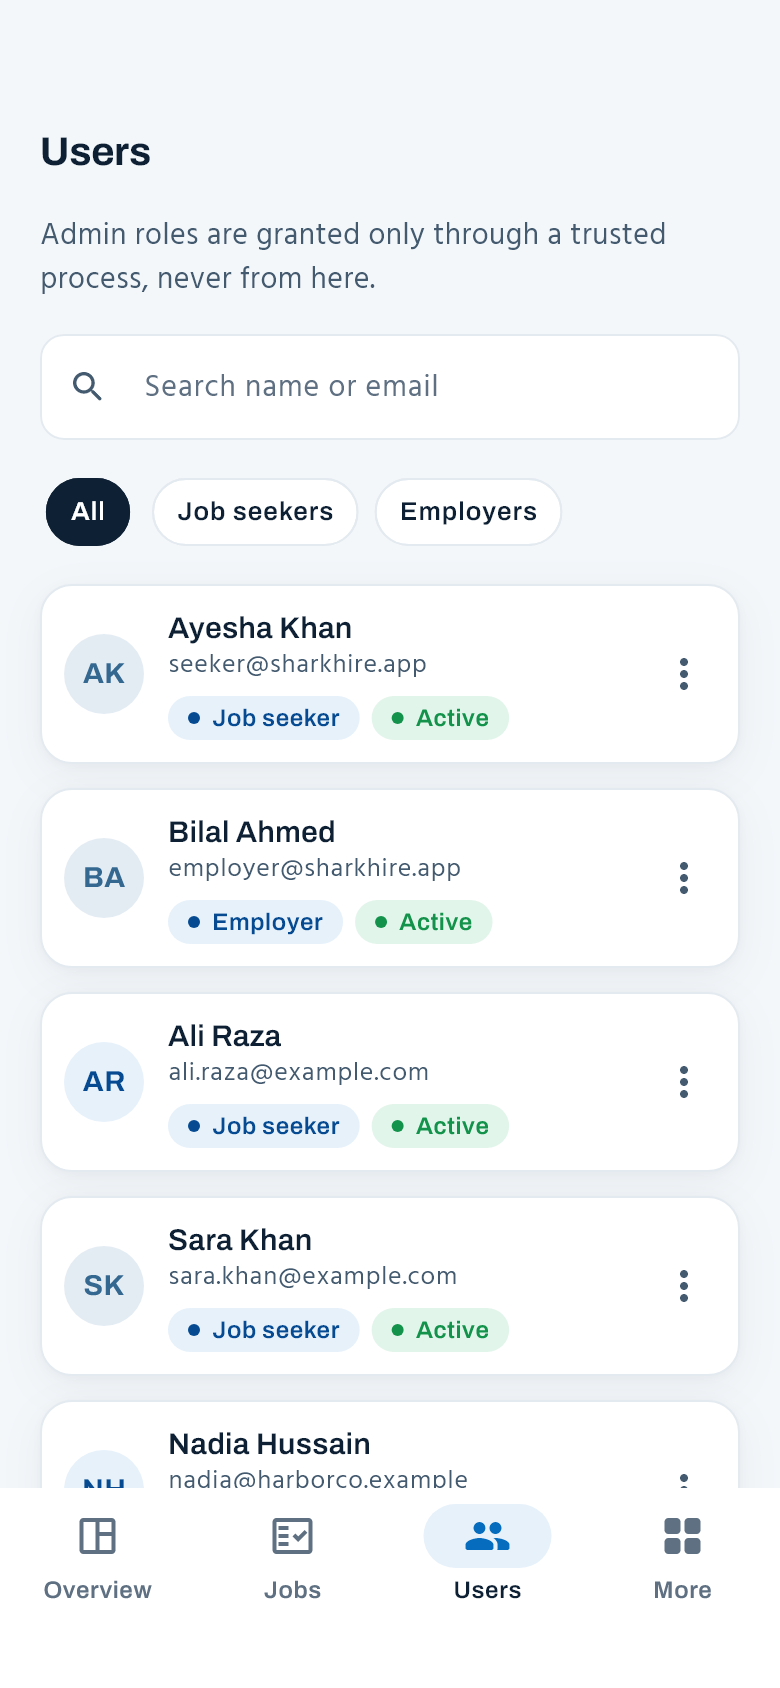 Users
Admin roles are granted only through a trusted
process, never from here.
Search name or email
All
Job seekers
Employers
AK
Ayesha Khan
seeker@sharkhire.app
Job seeker
Active
BA
Bilal Ahmed
employer@sharkhire.app
Employer
Active
AR
Ali Raza
ali.raza@example.com
Job seeker
Active
SK
Sara Khan
sara.khan@example.com
Job seeker
Active
NH
Nadia Hussain
nadia@harborco.example
Overview
Jobs
Users
More